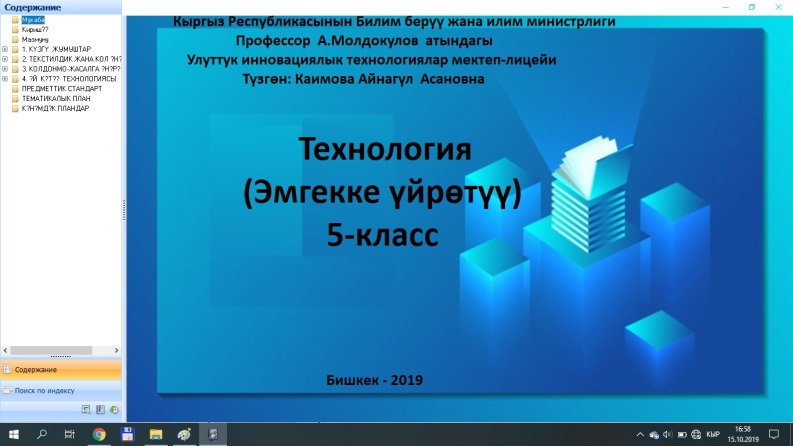 Содержание
Мукаба
Кириш??
Мазмуну
1. КҮЗГҮ ЖУМУШТАР
2. ТЕКСТИЛДИК ЖАНА КОЛ ?Н?
3. КОЛДОНМО-ЖАСАЛГА ?Н?Р?
4. ?Й К?Т?? ТЕХНОЛОГИЯСЫ
ПРЕДМЕТТИК СТАНДАРТ
ТЕМАТИКАЛЫК ПЛАН
К?Н?МД?К ПЛАНДАР
Содержание
Поиск по индексу
Кыргыз Республикасынын Билим берүү жана илим министрлиги
Профессор А.Молдокулов атындагы
Улуттук инновациялык технологиялар мектеп-лицейи
Түзгөн: Каимова Айнагүл Асановна
Технология
(Эмгекке үйрөтүү)
5-класс
Бишкек - 2019
КЫР
16:58
15.10.2019